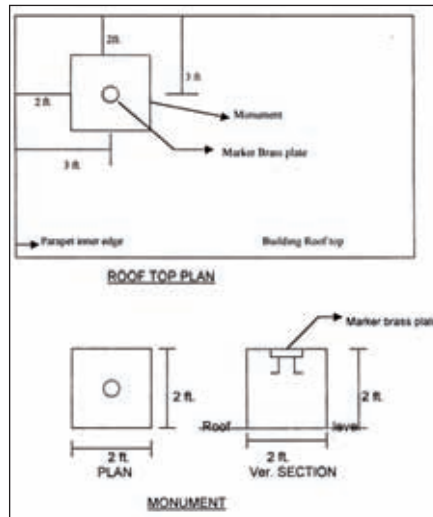 2ft.
3 ft.
2 ft.
Monument
Marker Brass plate
3 ft.
Parapet inner edge
Building Roof top
ROOF TOP PLAN
Marker brass plate
2 ft.
2 ft.
Roof level
2 ft.
2 ft.
PLAN
Ver. SECTION
MONUMENT